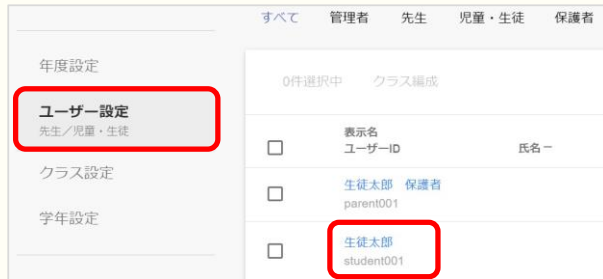 すべて 管理者 先生 児童・生徒 保護者
年度設定
ユーザー設定
先生／児童・生徒
クラス設定
学年設定
0件選択中 クラス編成
表示名
ユーザーID 氏名ー
生徒太郎 保護者
parent001
生徒太郎
student001